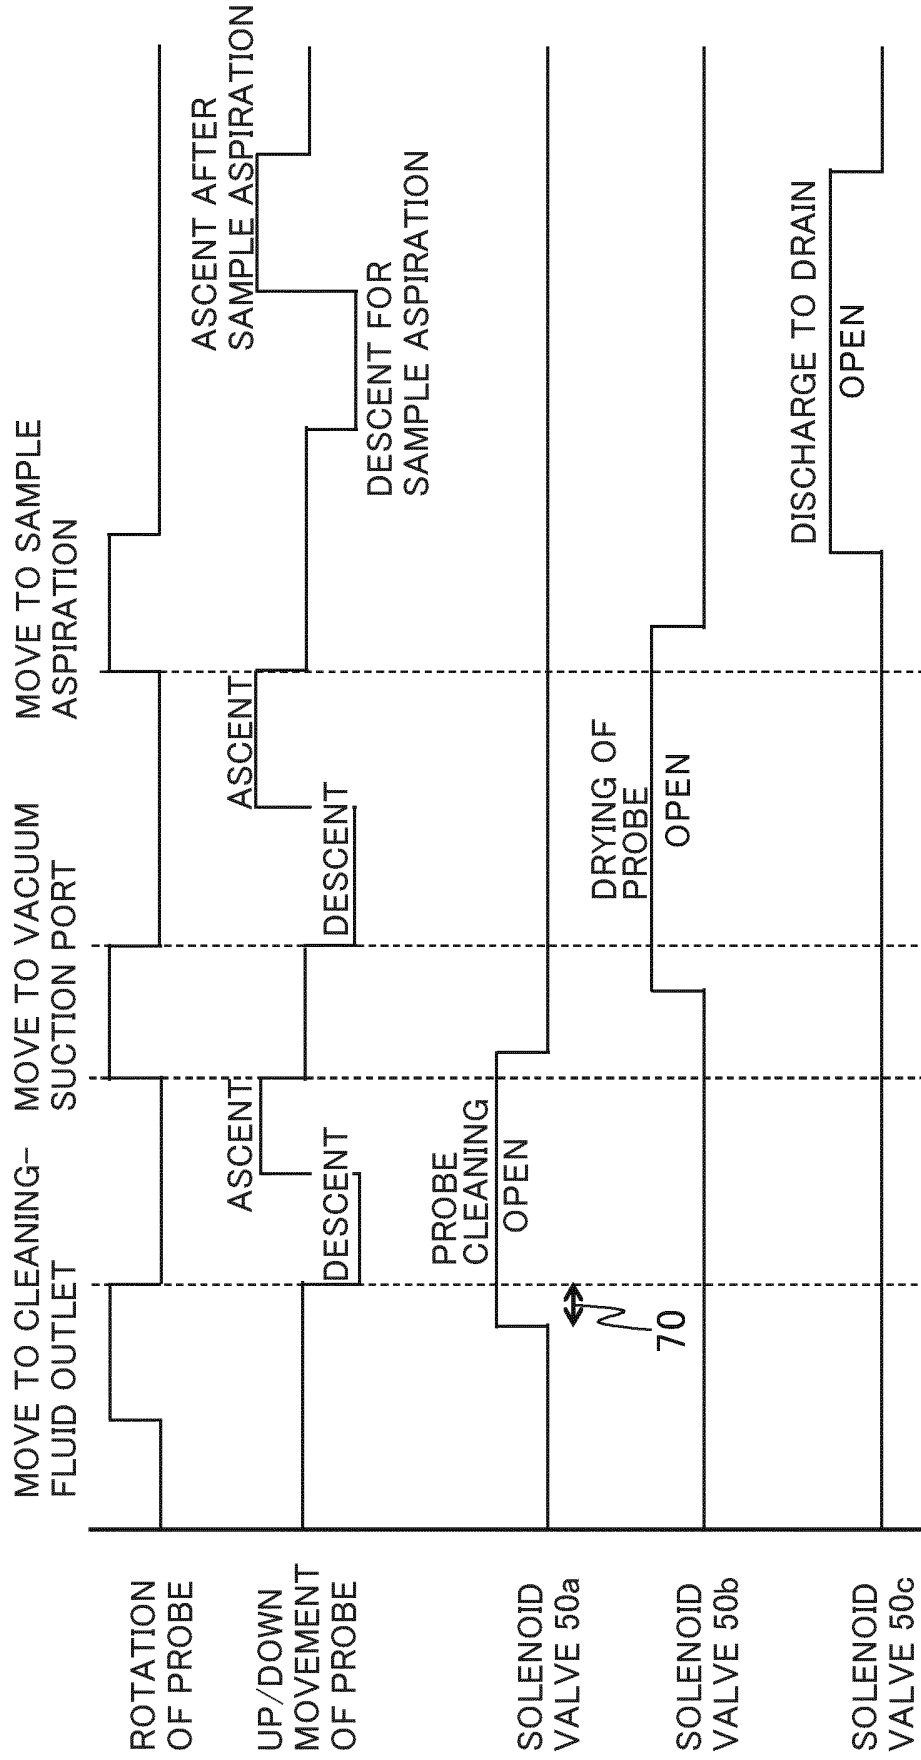 MOVE TO CLEANING-
FLUID OUTLET
MOVE TO VACUUM
SUCTION PORT
MOVE TO SAMPLE
ASPIRATION
ROTATION
OF PROBE
ASCENT
ASCENT
ASCENT AFTER
SAMPLE ASPIRATION
UP/DOWN
MOVEMENT
OF PROBE
DESCENT
DESCENT
DESCENT FOR
SAMPLE ASPIRATION
PROBE
CLEANING
OPEN
SOLENOID
VALVE 50a
70
DRYING OF
PROBE
OPEN
SOLENOID
VALVE 50b
DISCHARGE TO DRAIN
OPEN
SOLENOID
VALVE 50c